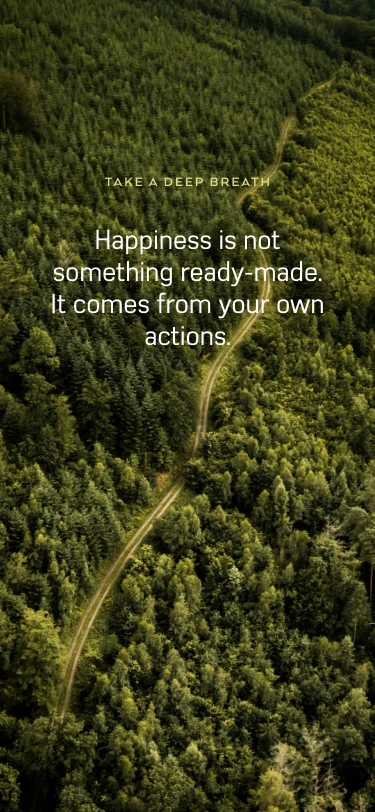 TAKE A DEEP BREATH
Happiness is not
something ready-made.
It comes from your own
actions.